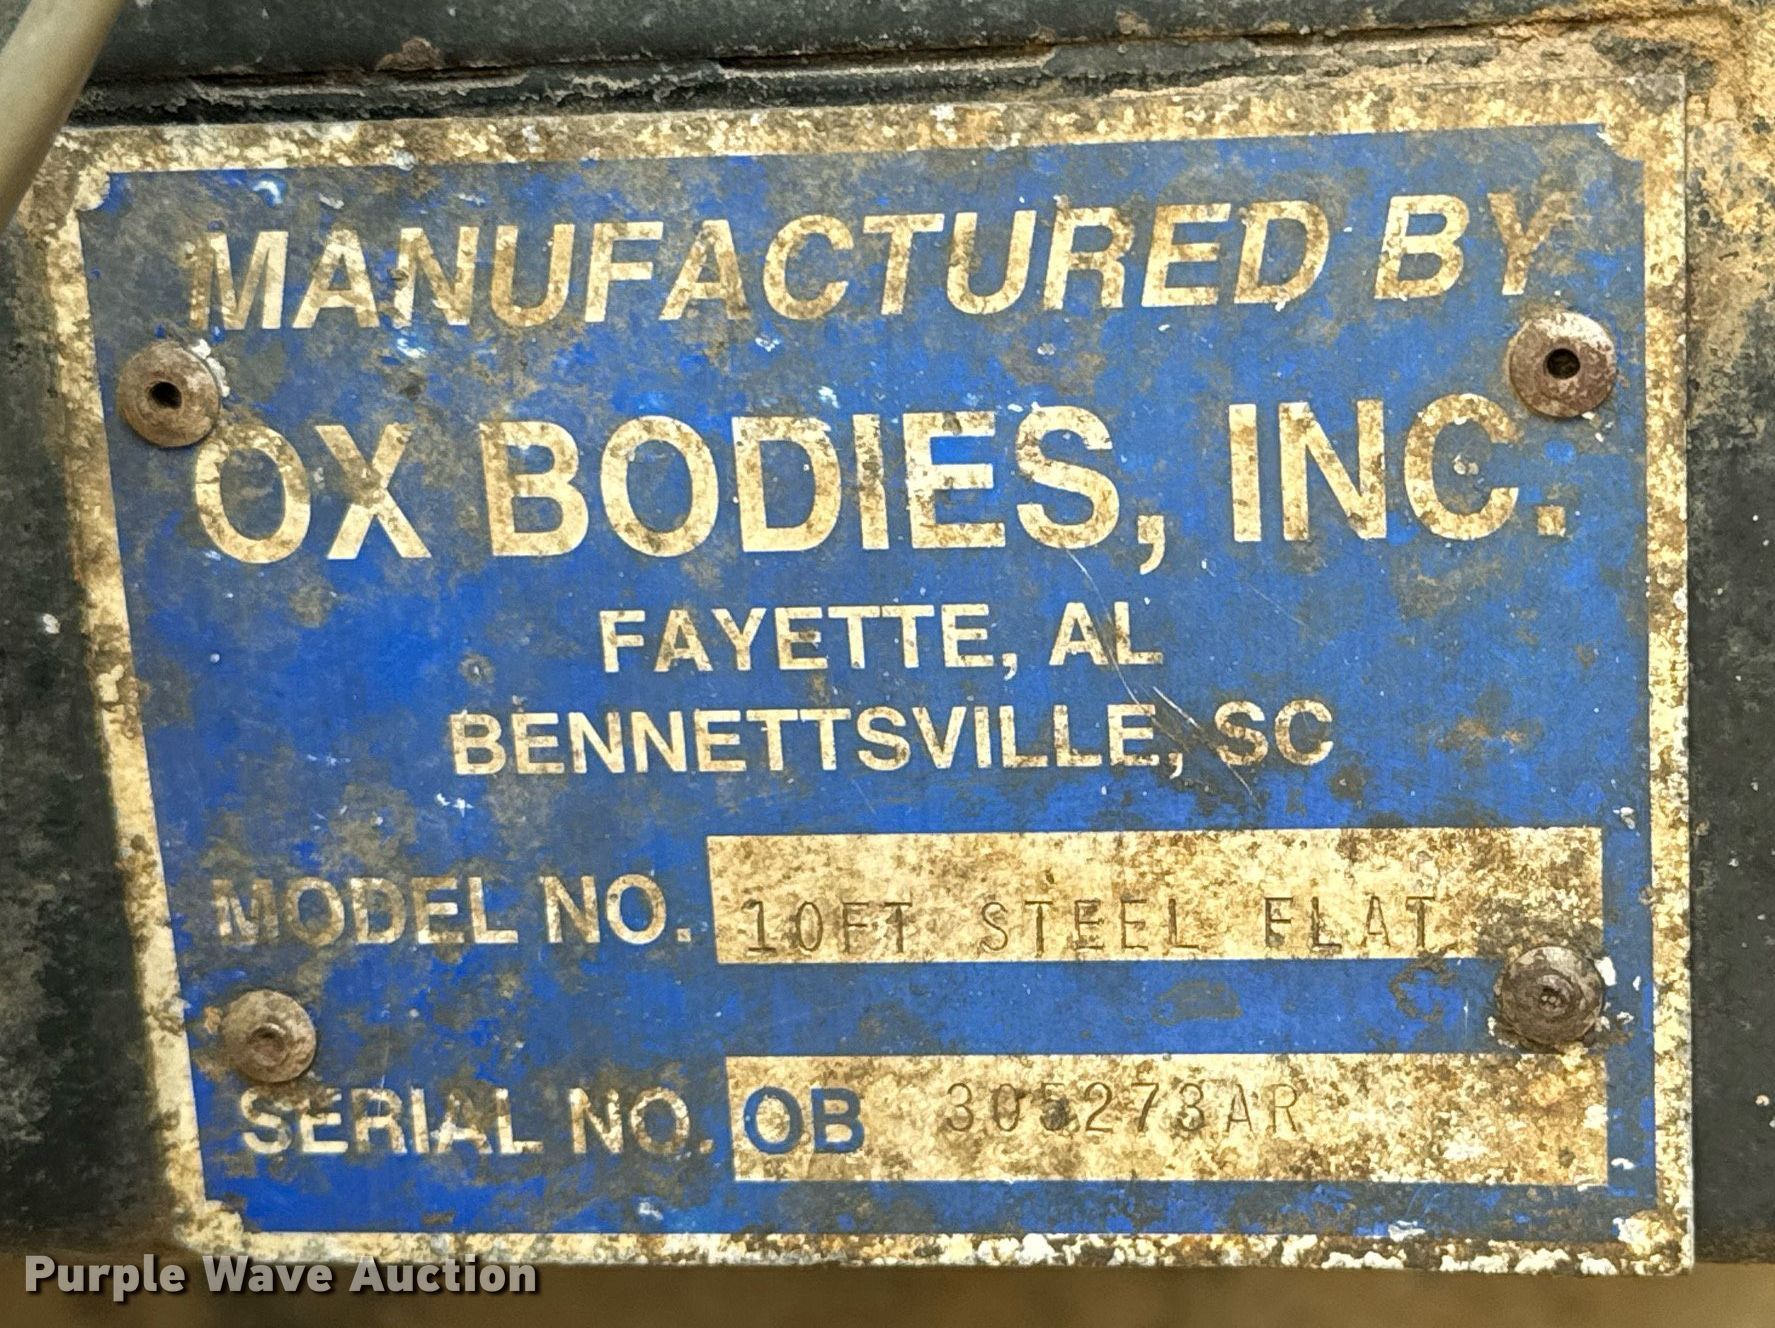 MANUFACTURED BY
OX BODIES, INC.
FAYETTE, AL
BENNETTSVILLE, SC
MODEL NO. 10FT STEEL FLAT
SERIAL NO. OB 305273AR
Purple Wave Auction